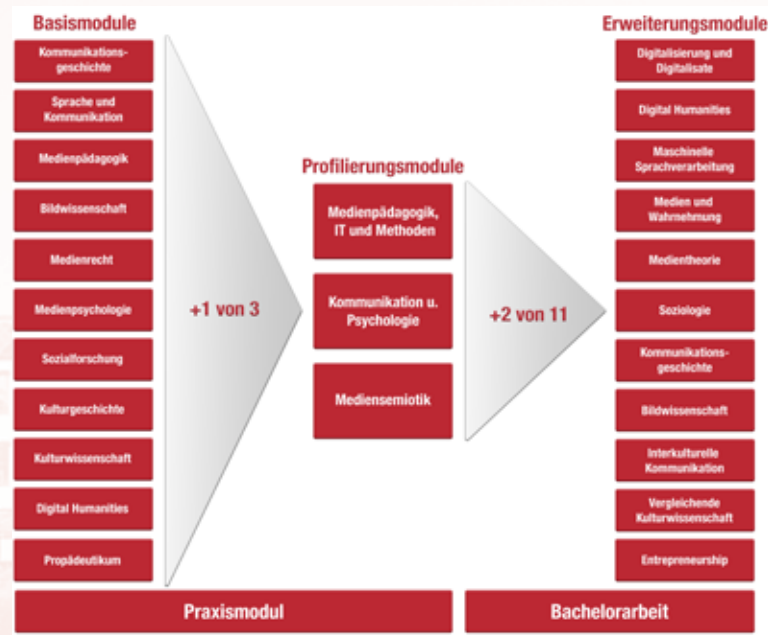 Basismodule
Kommunikations-
geschichte
Sprache und
Kommunikation
Medienpädagogik
Bildwissenschaft
Medienrecht
Medienpsychologie
Sozialforschung
Kulturgeschichte
Kulturwissenschaft
Digital Humanities
Propädeutikum
+1 von 3
Profilierungsmodule
Medienpädagogik,
IT und Methoden
Kommunikation u.
Psychologie
Mediensemiotik
+2 von 11
Erweiterungsmodule
Digitalisierung und
Digitalisate
Digital Humanities
Maschinelle
Sprachverarbeitung
Medien und
Wahrnehmung
Medientheorie
Soziologie
Kommunikations-
geschichte
Bildwissenschaft
Interkulturelle
Kommunikation
Vergleichende
Kulturwissenschaft
Entrepreneurship
Praxismodul
Bachelorarbeit